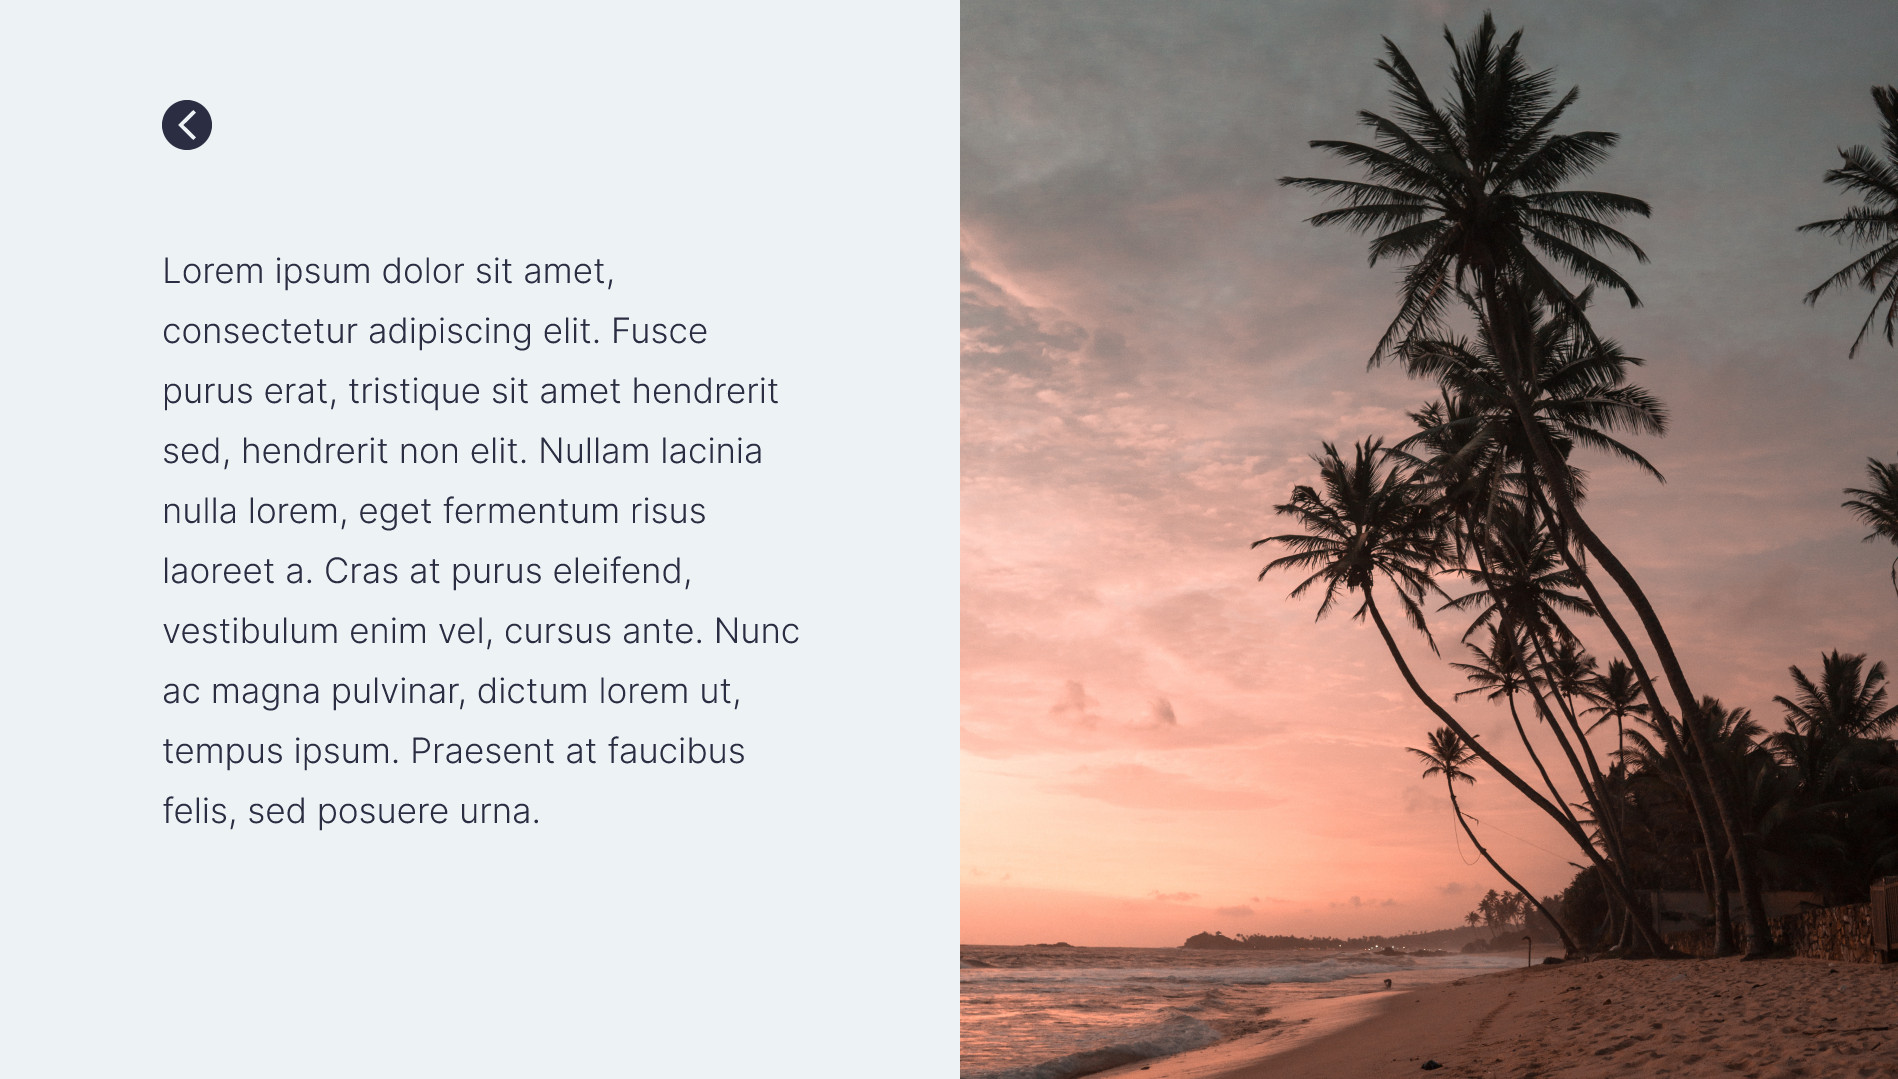 Lorem ipsum dolor sit amet,
consectetur adipiscing elit. Fusce
purus erat, tristique sit amet hendrerit
sed, hendrerit non elit. Nullam lacinia
nulla lorem, eget fermentum risus
laoreet a. Cras at purus eleifend,
vestibulum enim vel, cursus ante. Nunc
ac magna pulvinar, dictum lorem ut,
tempus ipsum. Praesent at faucibus
felis, sed posuere urna.